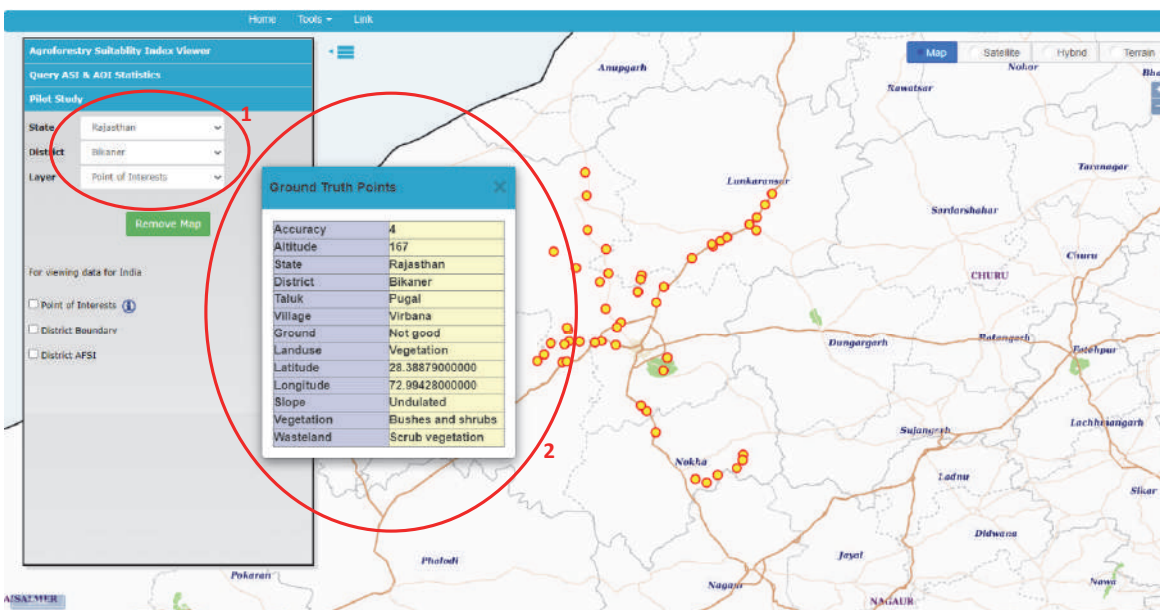 Home Tools Link
Agroforestry Suitablity Index Viewer
Query ASI & AOI Statistics
Pilot Study
State Rajasthan
District Bikaner
Layer Point of Interests
Remove Map
For viewing data for India
Point of Interests
District Boundary
District AFSI
1
Ground Truth Points ×
Accuracy 4
Altitude 167
State Rajasthan
District Bikaner
Taluk Pugal
Village Virbana
Ground Not good
Landuse Vegetation
Latitude 28.38879000000
Longitude 72.99428000000
Slope Undulated
Vegetation Bushes and shrubs
Wasteland Scrub vegetation
2
Map Satellite Hybrid Terrain
Anupgarh
Nohar
Rawatsar
Lunkaransar
Taranagar
Sardarshahar
Churu
CHURU
Dungargarh
Ratangarh
Fatehpur
Sujangarh
Lachhmangarh
Nokha
Ladnu
Sikar
Didwana
Phalodi
Jayal
Pokaran
Nagaur
Nawa
NAGAUR
AISALMER